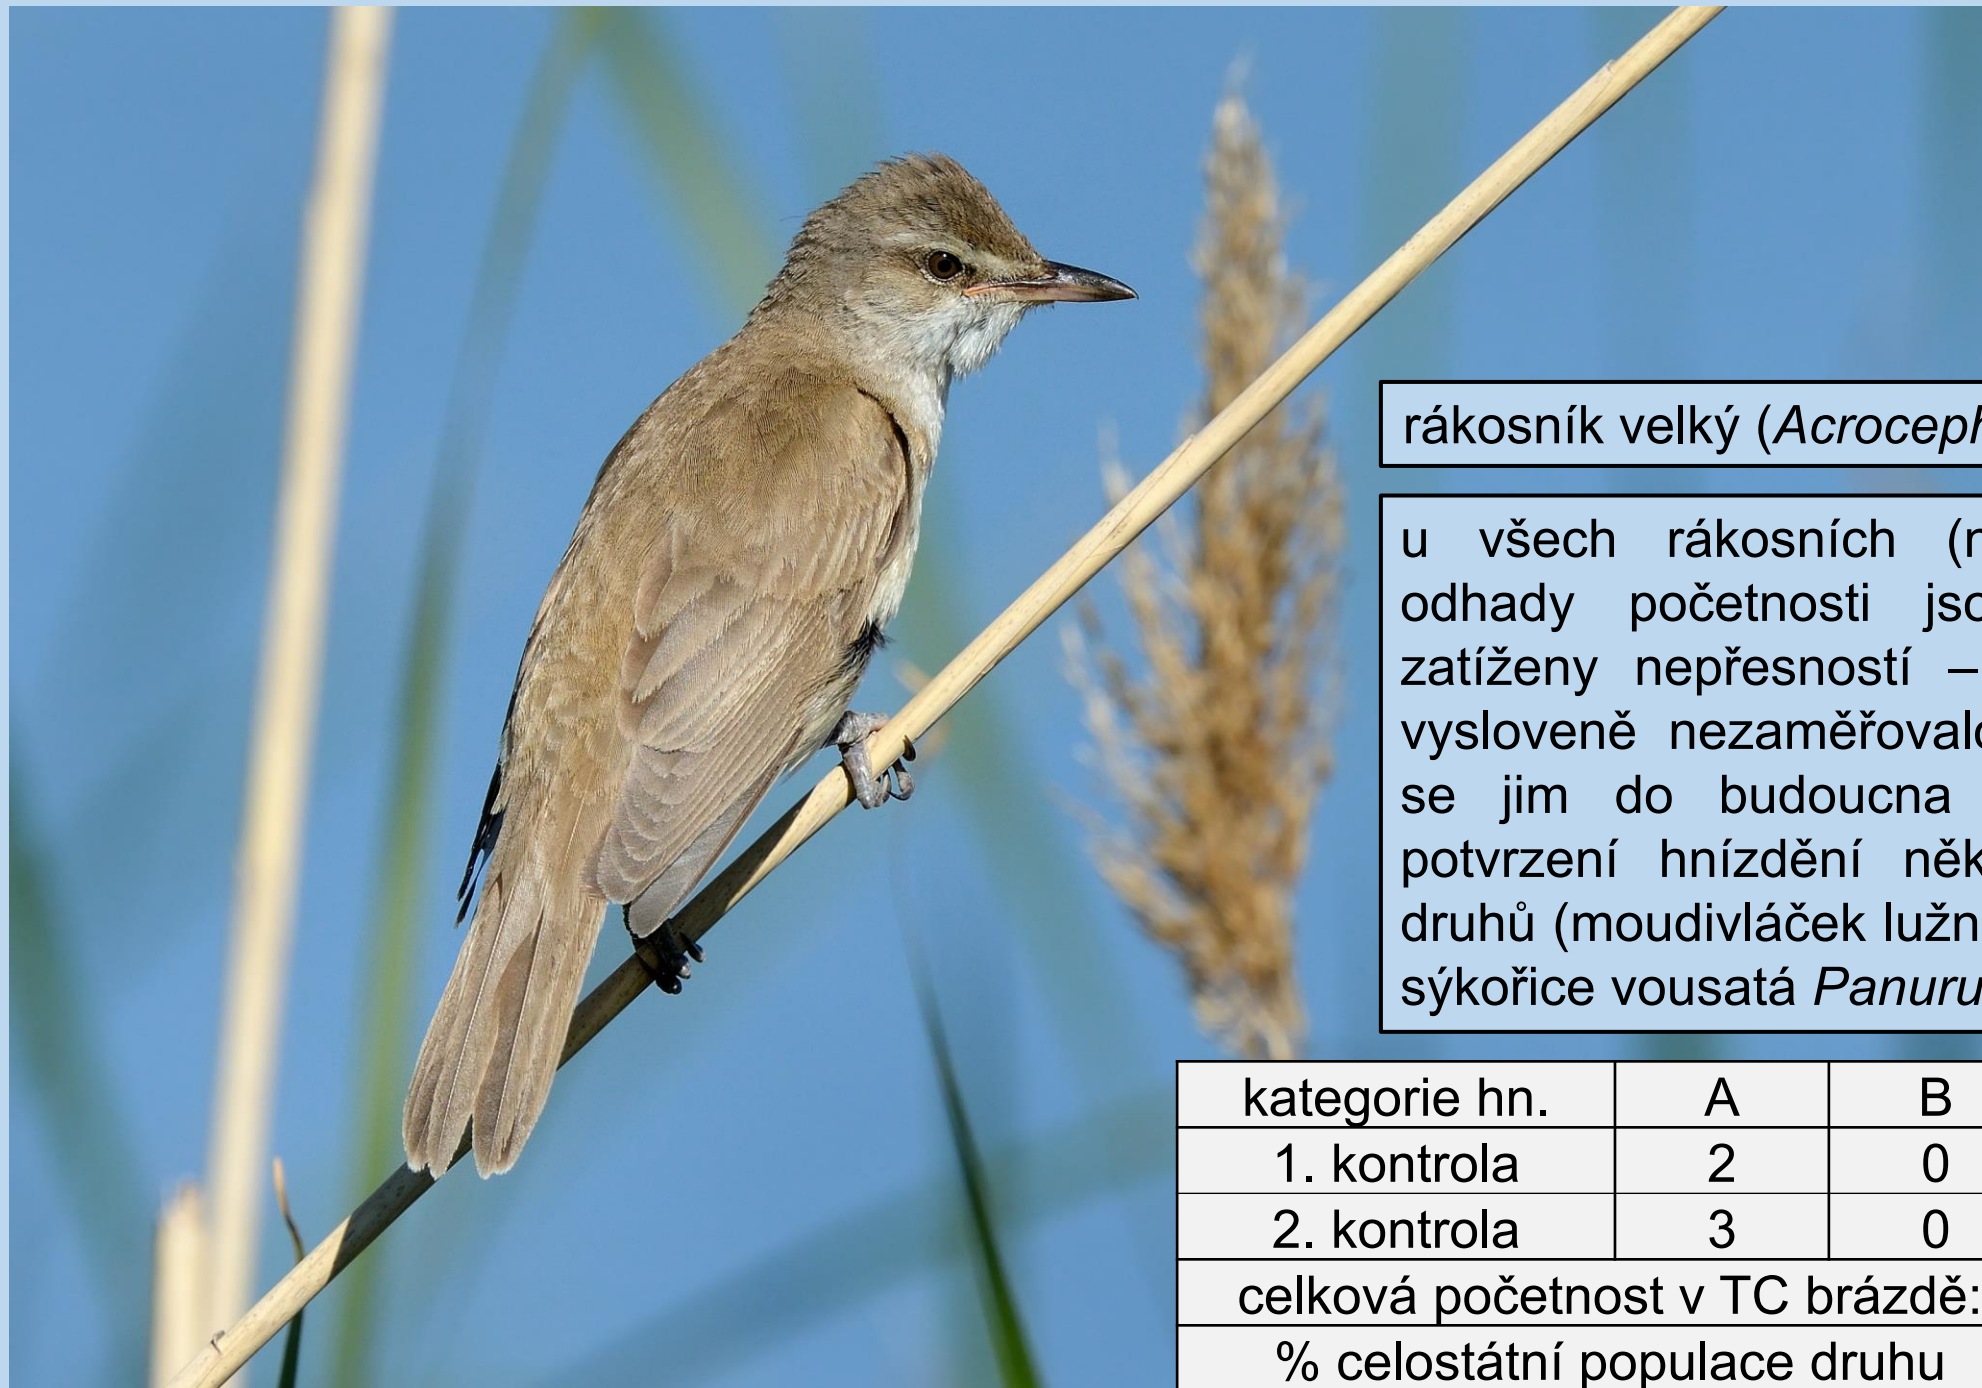 rákosník velký (Acroceph
u všech rákosních (
odhady početnosti jso
zatíženy nepřesností –
vysloveně nezaměřoval
se jim do budoucna
potvrzení hnízdění něk
druhů (moudivláček lužn
sýkořice vousatá Panuru
kategorie hn. A B
1. kontrola 2 0
2. kontrola 3 0
celková početnost v TC brázdě:
% celostátní populace druhu